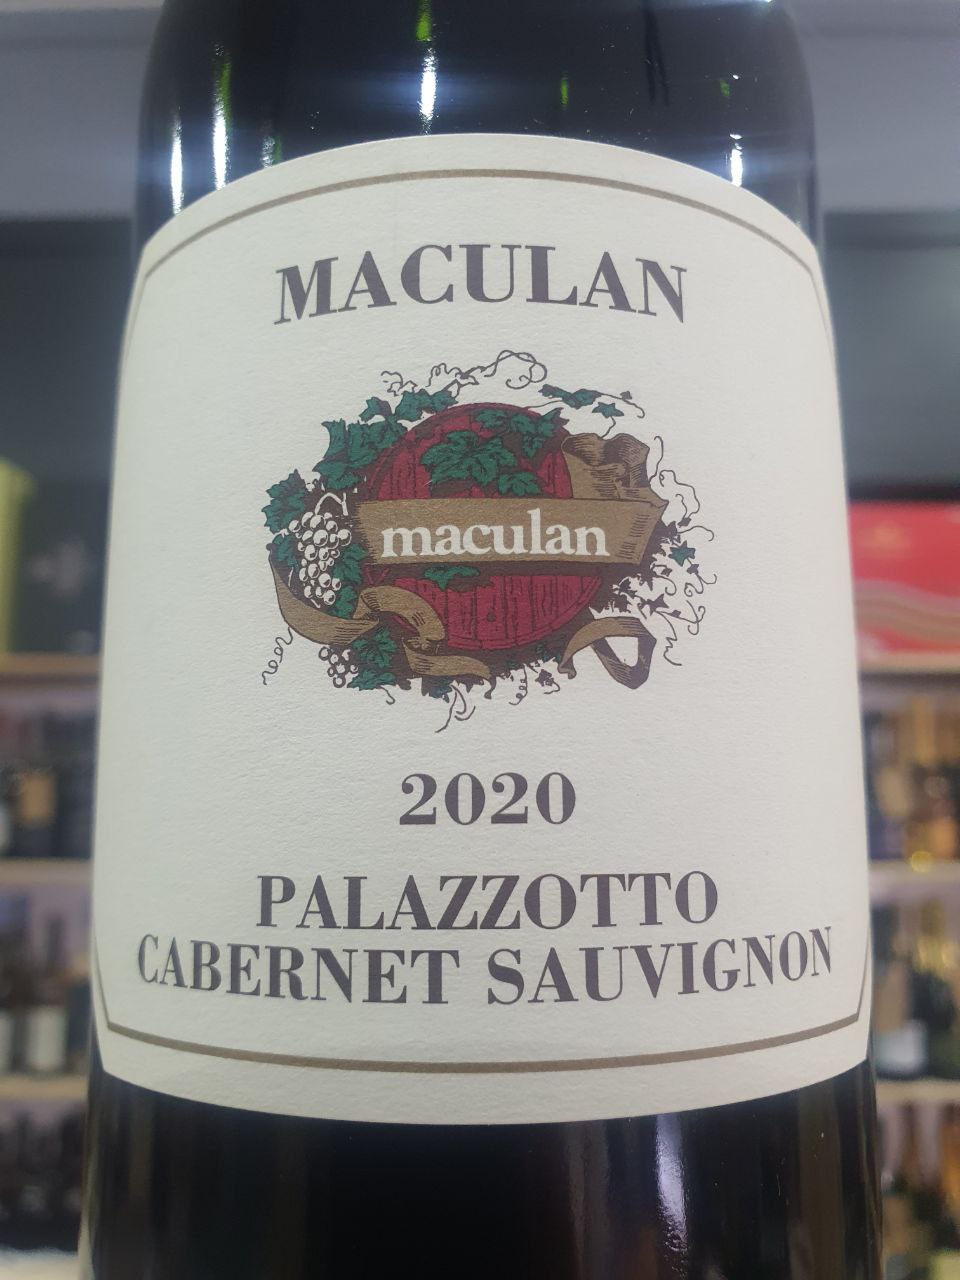 MACULAN
maculan
2020
PALAZZOTTO
CABERNET SAUVIGNON